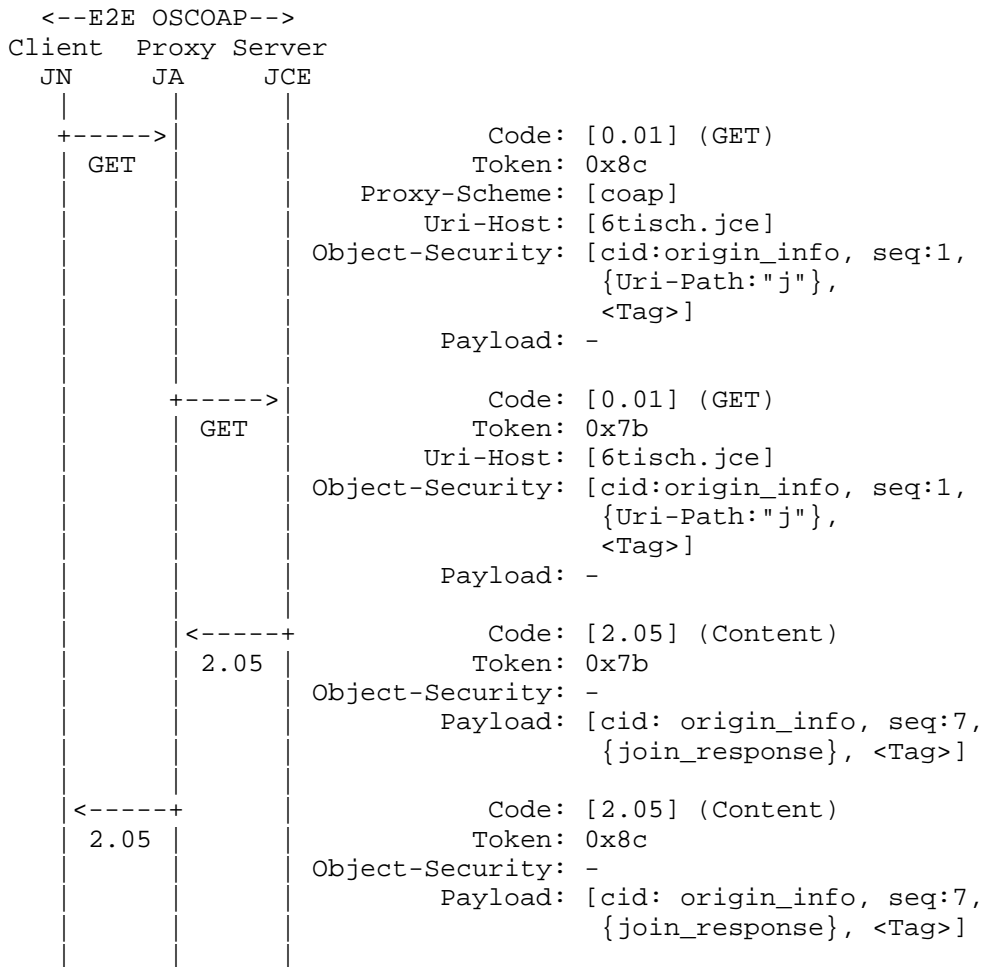 <--E2E OSCOAP-->
Client Proxy Server
JN JA JCE
+----->| | Code: [0.01] (GET)
| GET | | Token: 0x8c
| | | Proxy-Scheme: [coap]
| | | Uri-Host: [6tisch.jce]
| | | Object-Security: [cid:origin_info, seq:1,
| | | {Uri-Path:"j"},
| | | <Tag>]
| | | Payload: -
| +----->| Code: [0.01] (GET)
| | GET | Token: 0x7b
| | | Uri-Host: [6tisch.jce]
| | | Object-Security: [cid:origin_info, seq:1,
| | | {Uri-Path:"j"},
| | | <Tag>]
| | | Payload: -
| |<-----+ Code: [2.05] (Content)
| | 2.05 | Token: 0x7b
| | | Object-Security: -
| | | Payload: [cid: origin_info, seq:7,
| | | {join_response}, <Tag>]
|<-----+ | Code: [2.05] (Content)
| 2.05 | | Token: 0x8c
| | | Object-Security: -
| | | Payload: [cid: origin_info, seq:7,
| | | {join_response}, <Tag>]